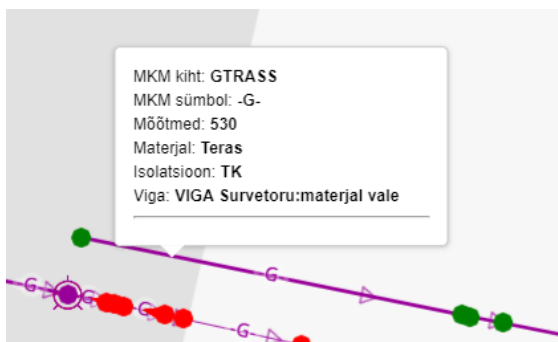 MKM kiht: GTRASS
MKM sümbol: -G-
Mõõtmed: 530
Materjal: Teras
Isolatsioon: TK
Viga: VIGA Survetoru:materjal vale
G
G
G
G
G